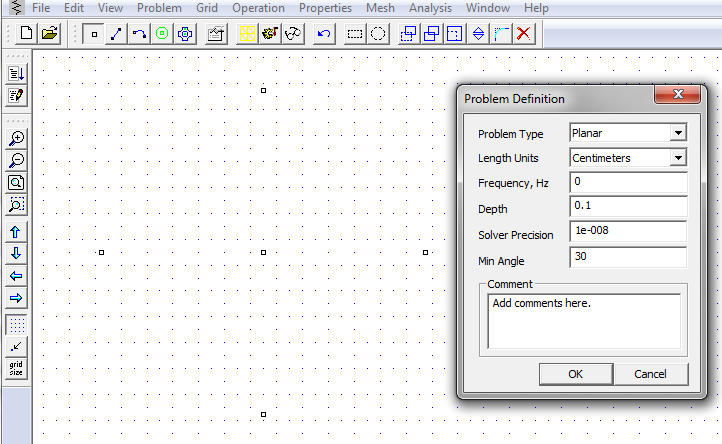 File Edit View Problem Grid Operation Properties Mesh Analysis Window Help
Problem Definition
Problem Type Planar
Length Units Centimeters
Frequency, Hz 0
Depth 0.1
Solver Precision 1e-008
Min Angle 30
Comment
Add comments here.
OK Cancel
grid
size